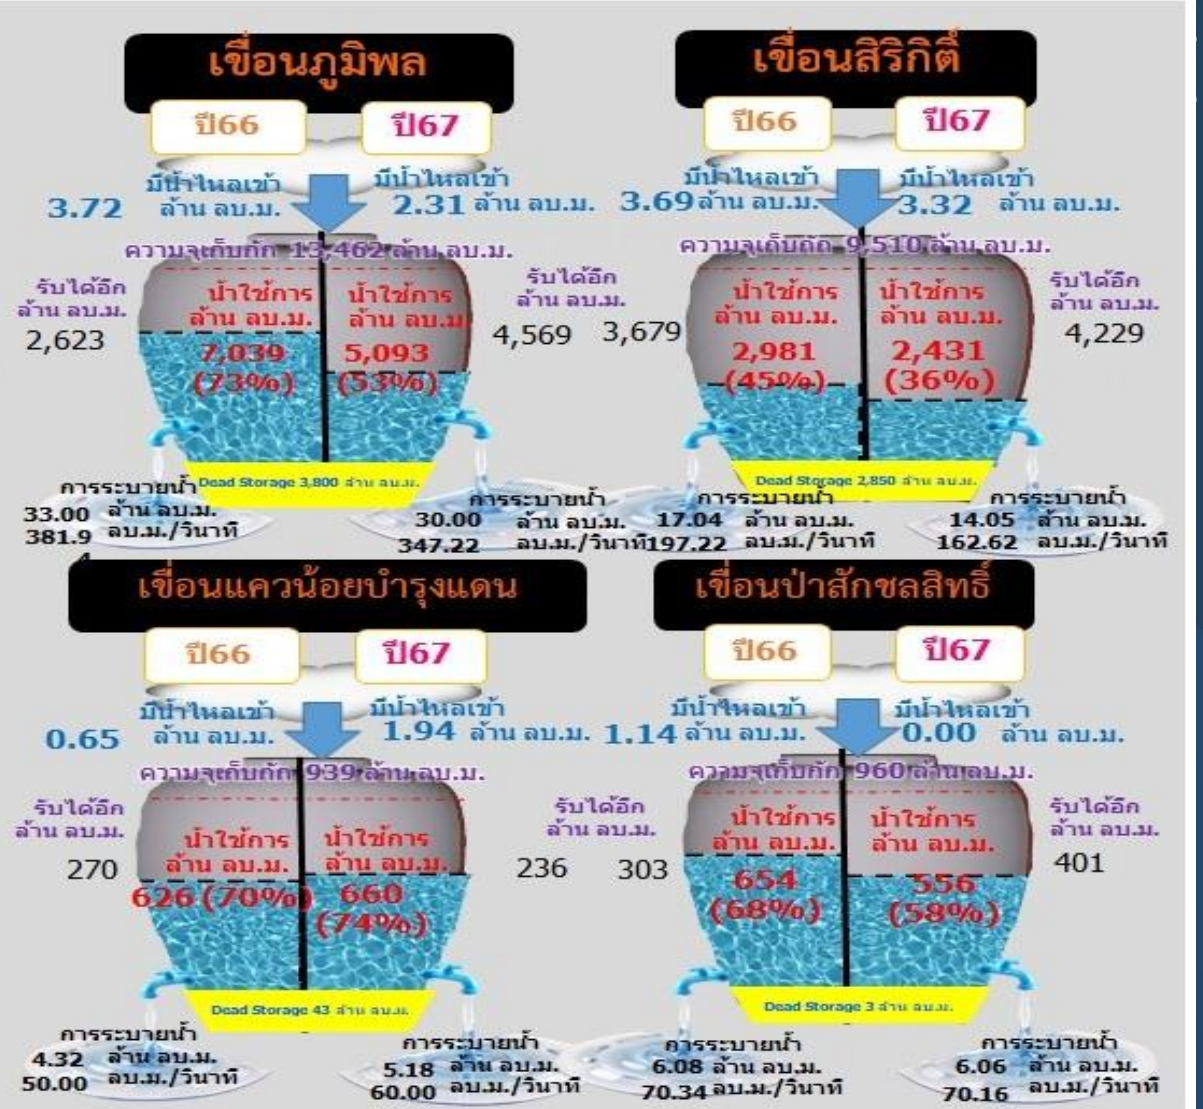 เขื่อนภูมิพล
ปี66 ปี67
มีน้ำไหลเข้า มีน้ำไหลเข้า
3.72 ล้าน ลบ.ม. 2.31 ล้าน ลบ.ม.
ความจุเก็บกัก 13,462 ล้าน ลบ.ม.
รับได้อีก
ล้าน ลบ.ม.
2,623
น้ำใช้การ
ล้าน ลบ.ม.
7,039
(73%)
น้ำใช้การ
ล้าน ลบ.ม
5,093
(53%)
รับได้อีก
ล้าน ลบ.ม.
4,569
Dead Storage 3,800 ล้าน ลบ.ม.
การระบายน้ำ
33.00 ล้าน ลบ.ม.
381.9 ลบ.ม./วินาที
4
การระบายน้ำ
30.00 ล้าน ลบ.ม.
347.22 ลบ.ม./วินาที
เขื่อนสิริกิติ์
ปี66 ปี67
มีน้ำไหลเข้า มีน้ำไหลเข้า
3.69 ล้าน ลบ.ม. 3.32 ล้าน ลบ.ม.
ความจุเก็บกัก 9,510 ล้าน ลบ.ม.
3,679
น้ำใช้การ
ล้าน ลบ.ม.
2,981
(45%)
น้ำใช้การ
ล้าน ลบ.ม.
2,431
(36%)
รับได้อีก
ล้าน ลบ.ม.
4,229
Dead Storage 2,850 ล้าน ลบ.ม.
การระบายน้ำ
17.04 ล้าน ลบ.ม.
197.22 ลบ.ม./วินาที
การระบายน้ำ
14.05 ล้าน ลบ.ม.
162.62 ลบ.ม./วินาที
เขื่อนแควน้อยบำรุงแดน
ปี66 ปี67
มีน้ำไหลเข้า มีน้ำไหลเข้า
0.65 ล้าน ลบ.ม. 1.94 ล้าน ลบ.ม.
ความจุเก็บกัก 939 ล้าน ลบ.ม.
รับได้อีก
ล้าน ลบ.ม.
270
น้ำใช้การ
ล้าน ลบ.ม.
626 (70%)
น้ำใช้การ
ล้าน ลบ.ม.
660
(74%)
รับได้อีก
ล้าน ลบ.ม.
236
Dead Storage 43 ล้าน ลบ.ม.
การระบายน้ำ
4.32 ล้าน ลบ.ม.
50.00 ลบ.ม./วินาที
การระบายน้ำ
5.18 ล้าน ลบ.ม.
60.00 ลบ.ม./วินาที
เขื่อนป่าสักชลสิทธิ์
ปี66 ปี67
มีน้ำไหลเข้า มีน้ำไหลเข้า
1.14 ล้าน ลบ.ม. 0.00 ล้าน ลบ.ม.
ความจุเก็บกัก 960 ล้าน ลบ.ม.
303
น้ำใช้การ
ล้าน ลบ.ม.
654
(68%)
น้ำใช้การ
ล้าน ลบ.ม.
556
(58%)
รับได้อีก
ล้าน ลบ.ม.
401
Dead Storage 3 ล้าน ลบ.ม.
การระบายน้ำ
6.08 ล้าน ลบ.ม.
70.34 ลบ.ม./วินาที
การระบายน้ำ
6.06 ล้าน ลบ.ม.
70.16 ลบ.ม./วินาที